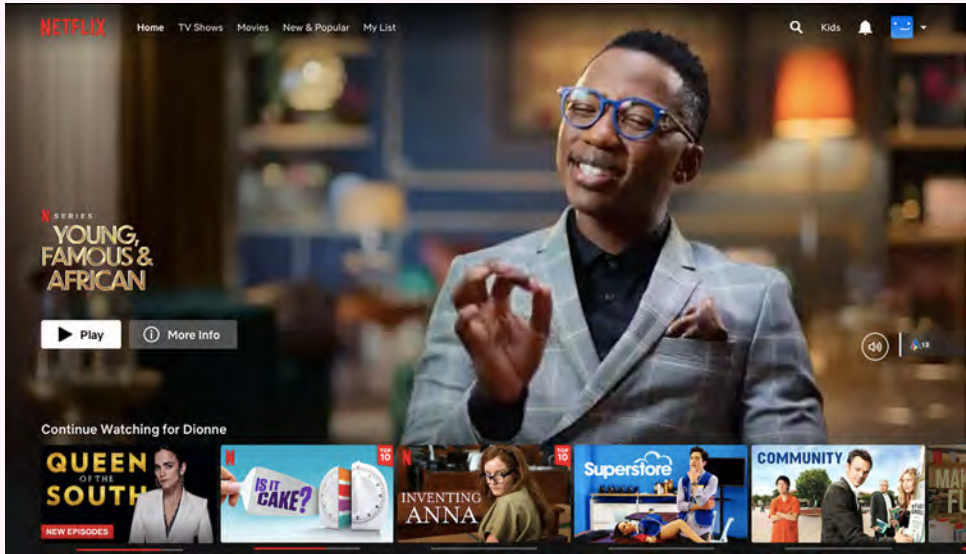 NETFLIX Home TV Shows Movies New & Popular My List Kids
N SERIES
YOUNG,
FAMOUS &
AFRICAN
Play More Info
13
Continue Watching for Dionne
QUEEN
OF THE
SOUTH
NEW EPISODES
N
IS IT
CAKE?
TOP
10
N
INVENTING
ANNA
TOP
10
Superstore
COMMUNITY